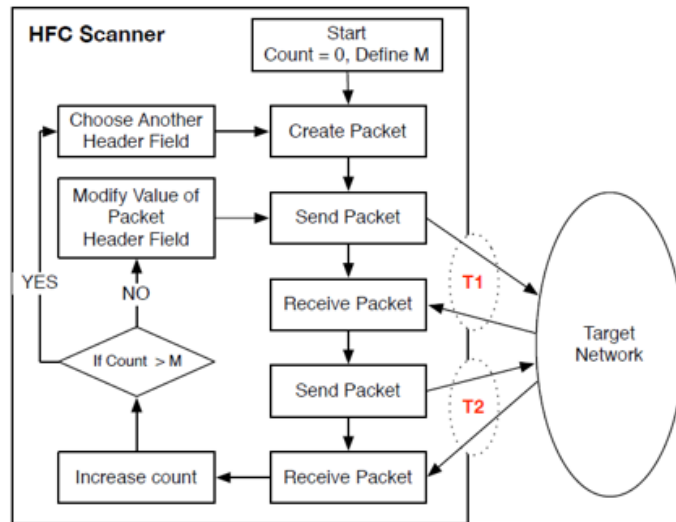 HFC Scanner
Start
Count = 0, Define M
Choose Another
Header Field
Create Packet
Modify Value of
Packet
Header Field
Send Packet
T1
YES
NO
Receive Packet
Target
Network
If Count > M
Send Packet
T2
Increase count
Receive Packet